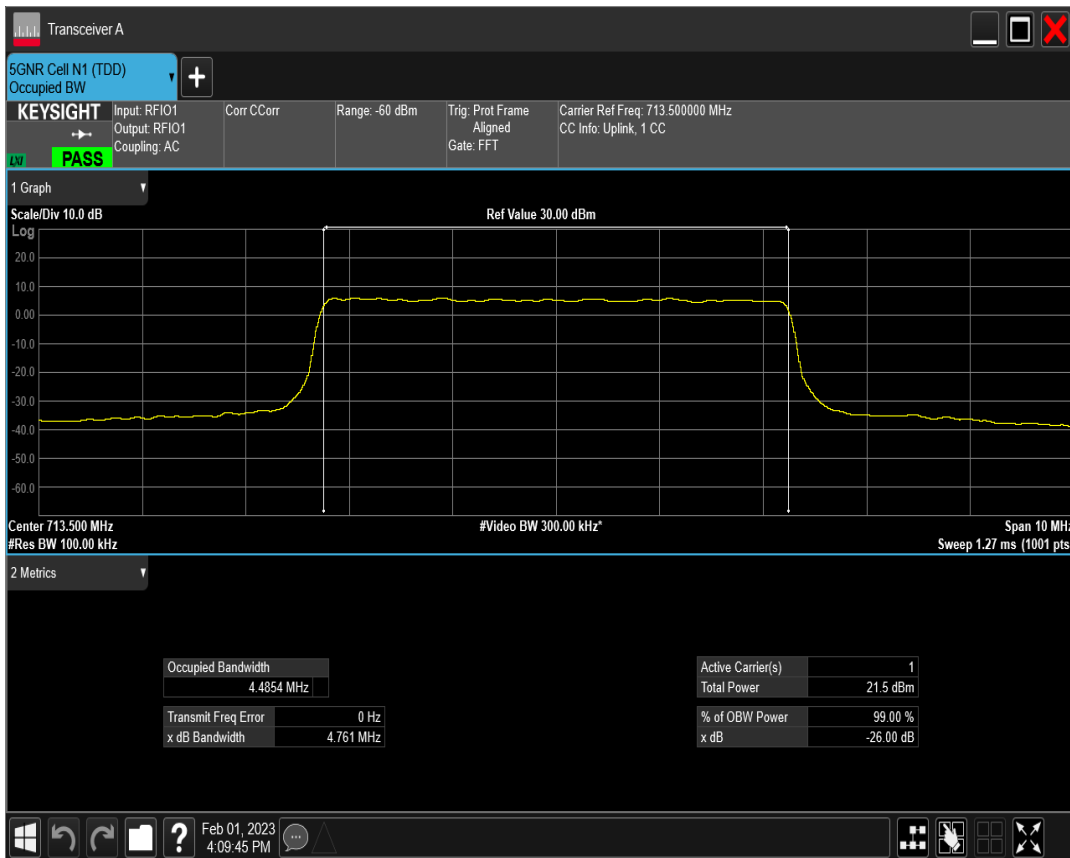 Transceiver A
5GNR Cell N1 (TDD)
Occupied BW
+
KEYSIGHT
LXI
PASS
Input: RFIO1
Output: RFIO1
Coupling: AC
Corr CCorr
Range: -60 dBm
Trig: Prot Frame
Aligned
Gate: FFT
Carrier Ref Freq: 713.500000 MHz
CC Info: Uplink, 1 CC
1 Graph
Scale/Div 10.0 dB
Ref Value 30.00 dBm
Log
20.0
10.0
0.00
-10.0
-20.0
-30.0
-40.0
-50.0
-60.0
Center 713.500 MHz
#Video BW 300.00 kHz*
Span 10 MHz
#Res BW 100.00 kHz
Sweep 1.27 ms (1001 pts
2 Metrics
Occupied Bandwidth
4.4854 MHz
Transmit Freq Error 0 Hz
x dB Bandwidth 4.761 MHz
Active Carrier(s) 1
Total Power 21.5 dBm
% of OBW Power 99.00 %
x dB -26.00 dB
?
Feb 01, 2023
4:09:45 PM